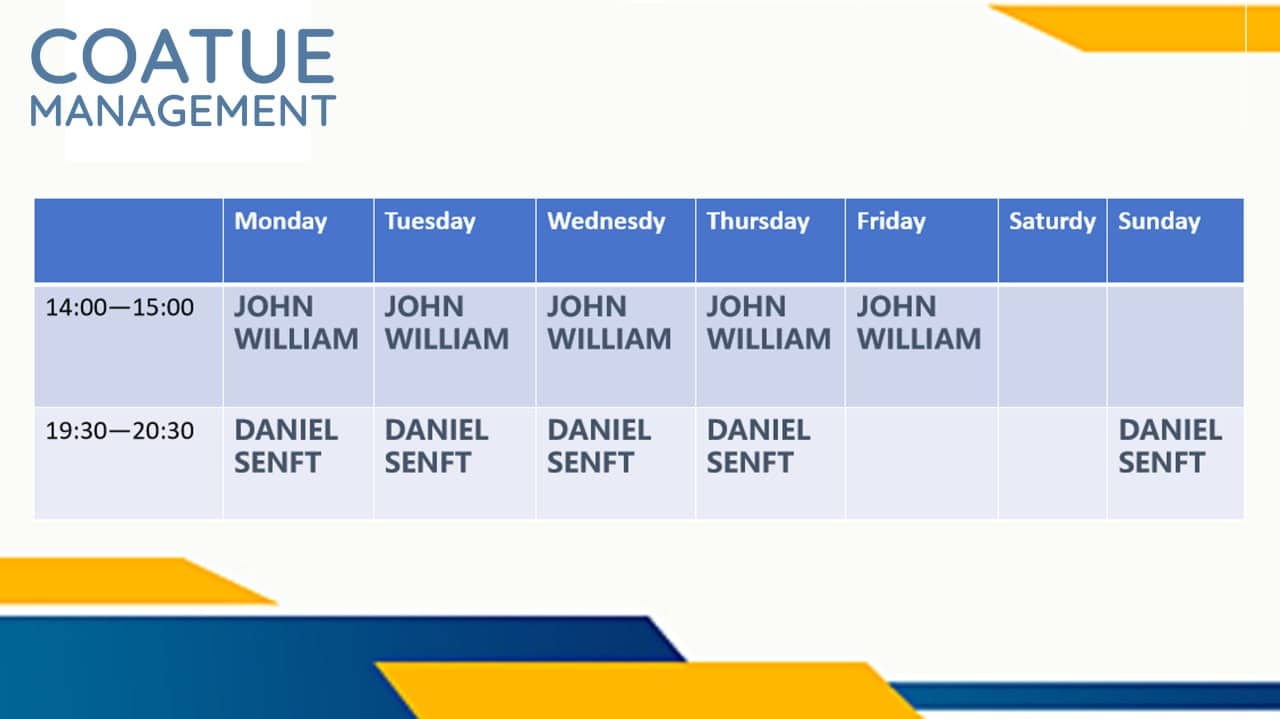 COATUE
MANAGEMENT
Monday Tuesday Wednesdy Thursday Friday Saturdy Sunday
14:00—15:00 JOHN JOHN JOHN JOHN JOHN
WILLIAM WILLIAM WILLIAM WILLIAM WILLIAM
19:30—20:30 DANIEL DANIEL DANIEL DANIEL DANIEL
SENFT SENFT SENFT SENFT SENFT